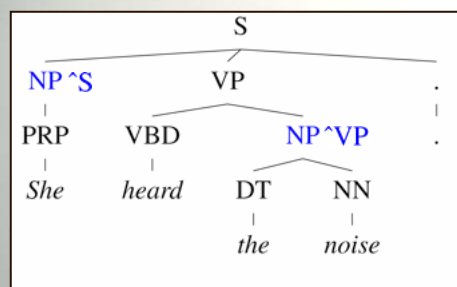 S
NP^S VP .
PRP VBD NP^VP .
She heard DT NN
the noise